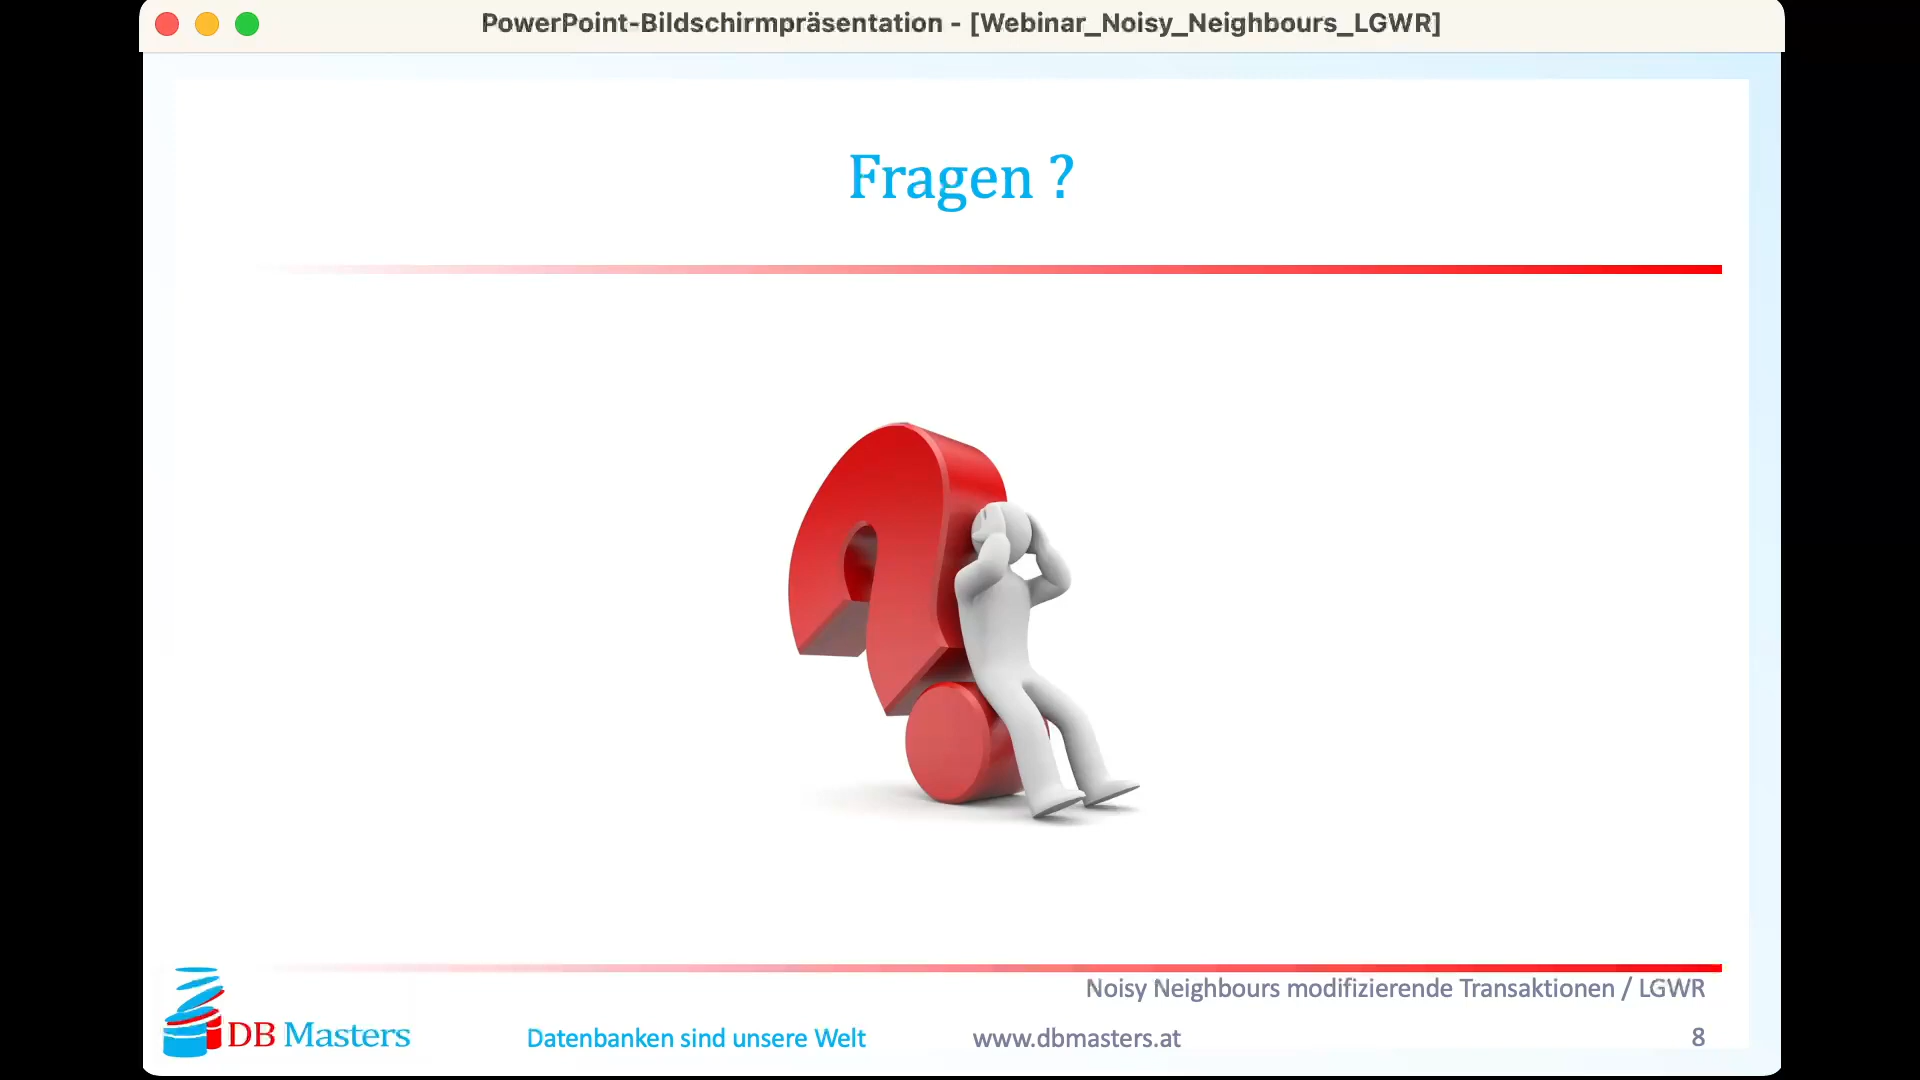 PowerPoint-Bildschirmpräsentation - [Webinar_Noisy_Neighbours_LGWR]
Fragen ?
Noisy Neighbours modifizierende Transaktionen / LGWR
DB Masters
Datenbanken sind unsere Welt
www.dbmasters.at
8